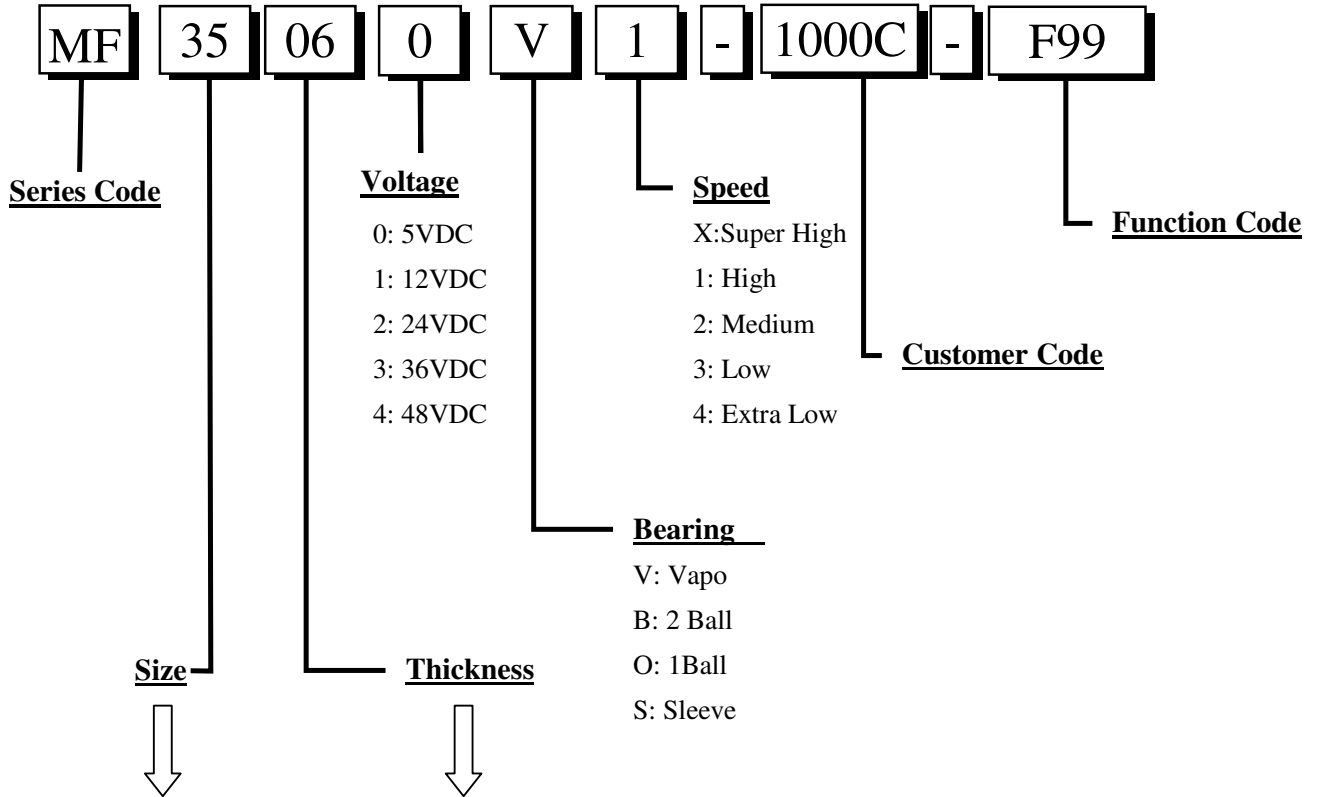 MF 35 06 0 V 1 - 1000C - F99
Series Code
Voltage
0: 5VDC
1: 12VDC
2: 24VDC
3: 36VDC
4: 48VDC
Speed
X:Super High
1: High
2: Medium
3: Low
4: Extra Low
Function Code
Customer Code
Bearing
V: Vapo
B: 2 Ball
O: 1Ball
S: Sleeve
Size
Thickness